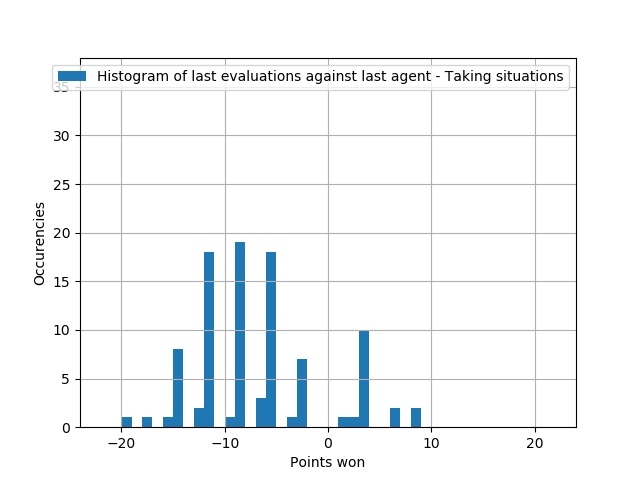 Histogram of last evaluations against last agent - Taking situations
35
30
25
20
15
10
5
0
Occurencies
−20 −10 0 10 20
Points won